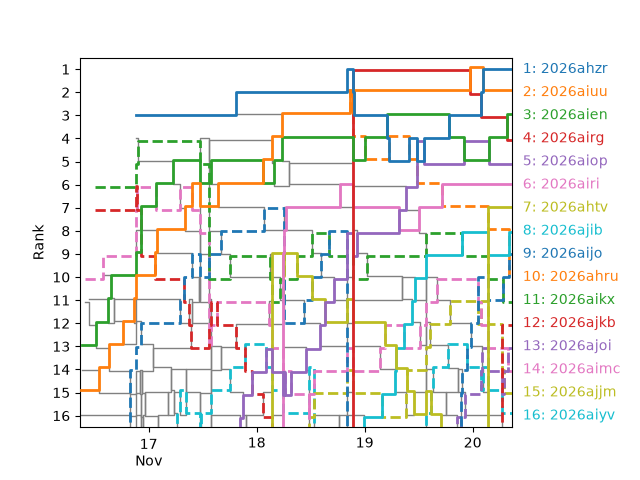 1
2
3
4
5
6
7
8
9
10
11
12
13
14
15
16
Rank
17
18
19
20
Nov
1: 2026ahzr
2: 2026aiuu
3: 2026aien
4: 2026airg
5: 2026aiop
6: 2026airi
7: 2026ahtv
8: 2026ajib
9: 2026aijo
10: 2026ahru
11: 2026aikx
12: 2026ajkb
13: 2026ajoi
14: 2026aimc
15: 2026ajjm
16: 2026aiyv